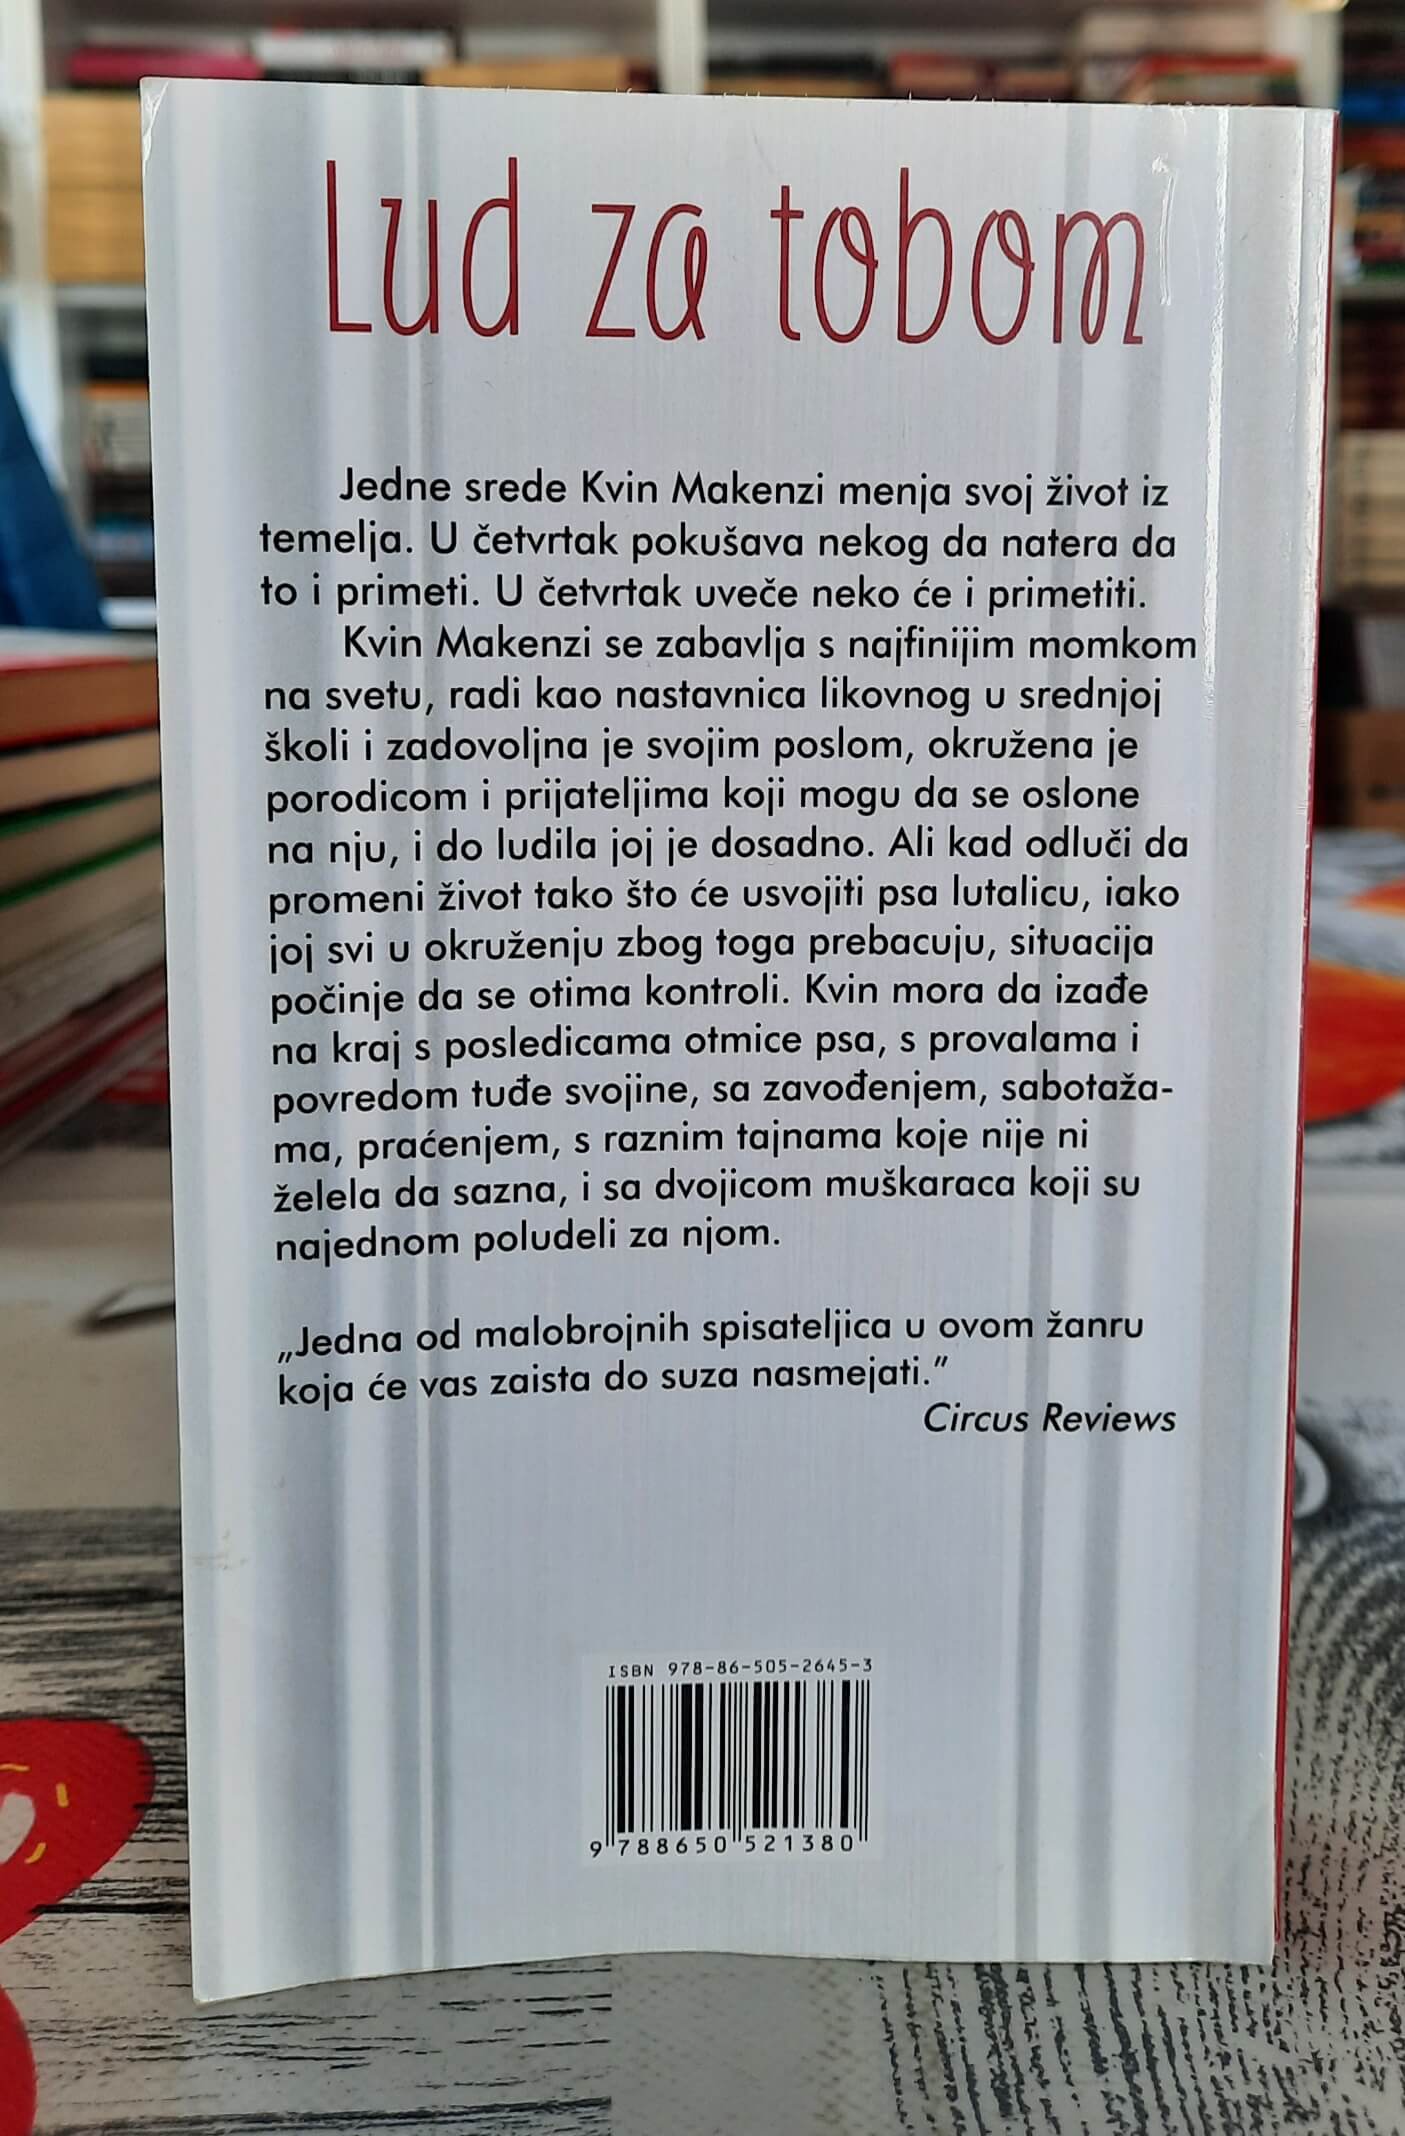 Lud za tobom
Jedne srede Kvin Makenzi menja svoj život iz
temelja. U četvrtak pokušava nekog da natera da
to i primeti. U četvrtak uveče neko će i primetiti.
Kvin Makenzi se zabavlja s najfinijim momkom
na svetu, radi kao nastavnica likovnog u srednjoj
školi i zadovoljna je svojim poslom, okružena je
porodicom i prijateljima koji mogu da se oslone
na nju, i do ludila joj je dosadno. Ali kad odluči da
promeni život tako što će usvojiti psa lutalicu, iako
joj svi u okruženju zbog toga prebacuju, situacija
počinje da se otima kontroli. Kvin mora da izađe
na kraj s posledicama otmice psa, s provalama i
povredom tuđe svojine, sa zavođenjem, sabotaža-
ma, praćenjem, s raznim tajnama koje nije ni
želela da sazna, i sa dvojicom muškaraca koji su
najednom poludeli za njom.
„Jedna od malobrojnih spisateljica u ovom žanru
koja će vas zaista do suza nasmejati.”
Circus Reviews
ISBN 978-86-505-2645-3
9 788650 521380